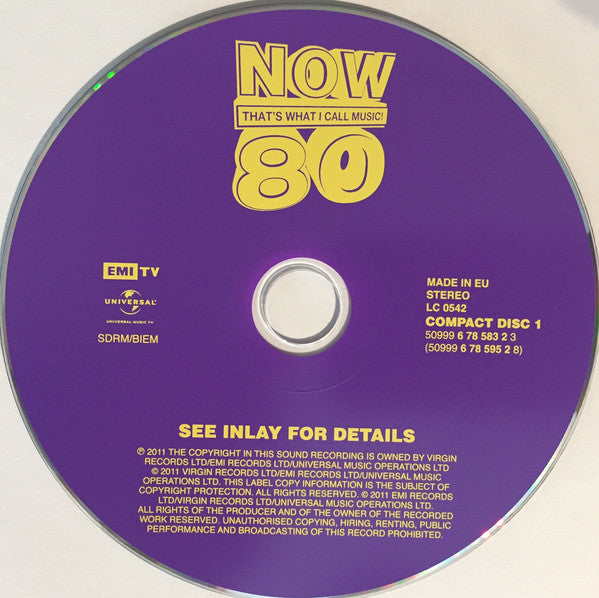 NOW
THAT'S WHAT I CALL MUSIC!
80
EMI TV
UNIVERSAL
UNIVERSAL MUSIC TV
SDRM/BIEM
MADE IN EU
STEREO
LC 0542
COMPACT DISC 1
50999 6 78 583 2 3
(50999 6 78 595 2 8)
SEE INLAY FOR DETAILS
℗ 2011 THE COPYRIGHT IN THIS SOUND RECORDING IS OWNED BY VIRGIN
RECORDS LTD/EMI RECORDS LTD/UNIVERSAL MUSIC OPERATIONS LTD
© 2011 VIRGIN RECORDS LTD/EMI RECORDS LTD/UNIVERSAL MUSIC
OPERATIONS LTD. THIS LABEL COPY INFORMATION IS THE SUBJECT OF
COPYRIGHT PROTECTION. ALL RIGHTS RESERVED. © 2011 EMI RECORDS
LTD/VIRGIN RECORDS LTD/UNIVERSAL MUSIC OPERATIONS LTD.
ALL RIGHTS OF THE PRODUCER AND OF THE OWNER OF THE RECORDED
WORK RESERVED. UNAUTHORISED COPYING, HIRING, RENTING, PUBLIC
PERFORMANCE AND BROADCASTING OF THIS RECORD PROHIBITED.